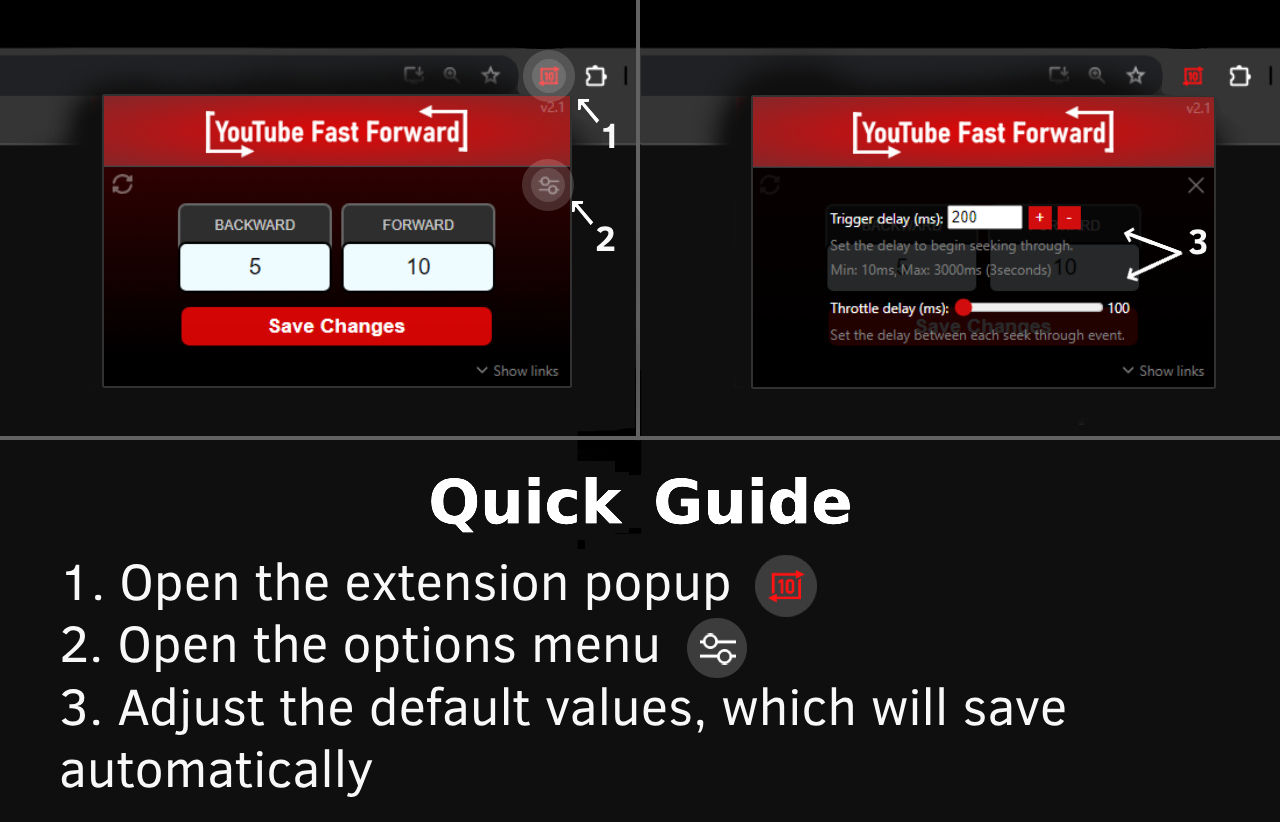 v2.1
YouTube Fast Forward
1
BACKWARD FORWARD
2
5 10
Save Changes
Show links
v2.1
YouTube Fast Forward
Trigger delay (ms): 200 + -
Set the delay to begin seeking through.
Min: 10ms, Max: 3000ms (3seconds)
3
Throttle delay (ms): 100
Set the delay between each seek through event.
Show links
Quick Guide
1. Open the extension popup 10
2. Open the options menu
3. Adjust the default values, which will save
automatically